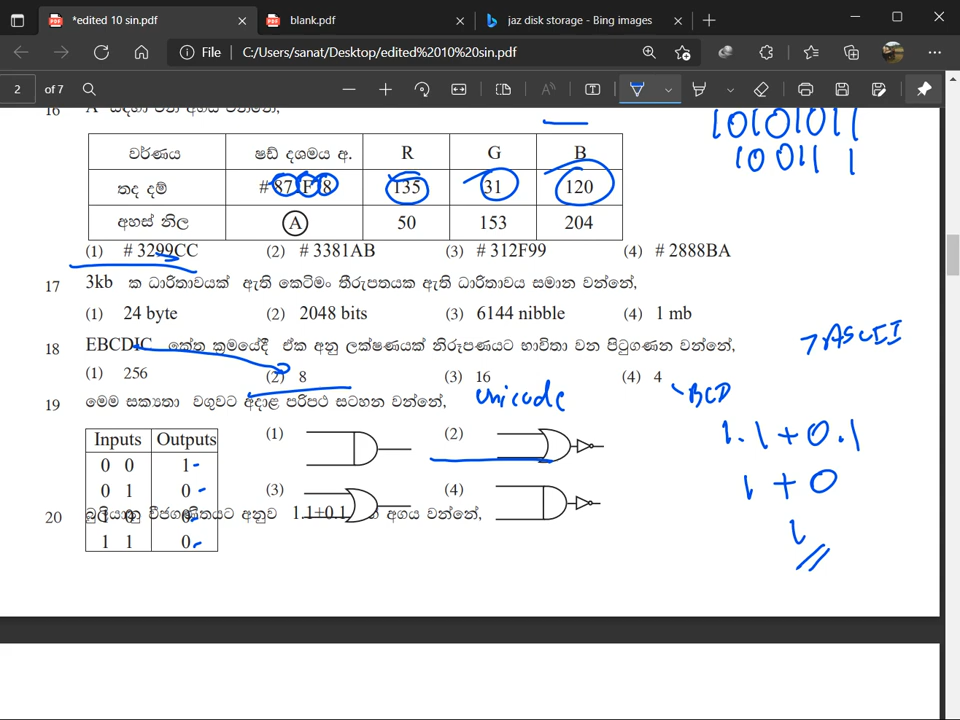 *edited 10 sin.pdf
blank.pdf
jaz disk storage - Bing images
File C:/Users/sanat/Desktop/edited%2010%20sin.pdf
2 of 7
16
වර්ණය ෂඩ් දශමය අ. R G B
තද දම් # 871F78 135 31 120
අහස් නිල A 50 153 204
(1) # 3299CC (2) # 3381AB (3) # 312F99 (4) # 2888BA
17 3kb ක ධාරිතාවයක් ඇති කෙටිමං තීරුපතයක ඇති ධාරිතාවය සමාන වන්නේ,
(1) 24 byte (2) 2048 bits (3) 6144 nibble (4) 1 mb
18 EBCDIC කේත ක්‍රමයේදී ඒක අනු ලක්ෂණයක් නිරූපණයට භාවිතා වන පිටුගණන වන්නේ,
(1) 256 (2) 8 (3) 16 (4) 4
19 මෙම සක්‍යතා වගුවට අදාළ පරිපථ සටහන වන්නේ,
Inputs Outputs
0 0 1
0 1 0
1 0 0
1 1 0
(1) (2)
(3) (4)
20 බූලියානු වීජගණිතයට අනුව 1.1+0.1 අගය වන්නේ,
10101011
10011 1
ASCII
unicode
BCD
1.1+0.1
1 + 0
1